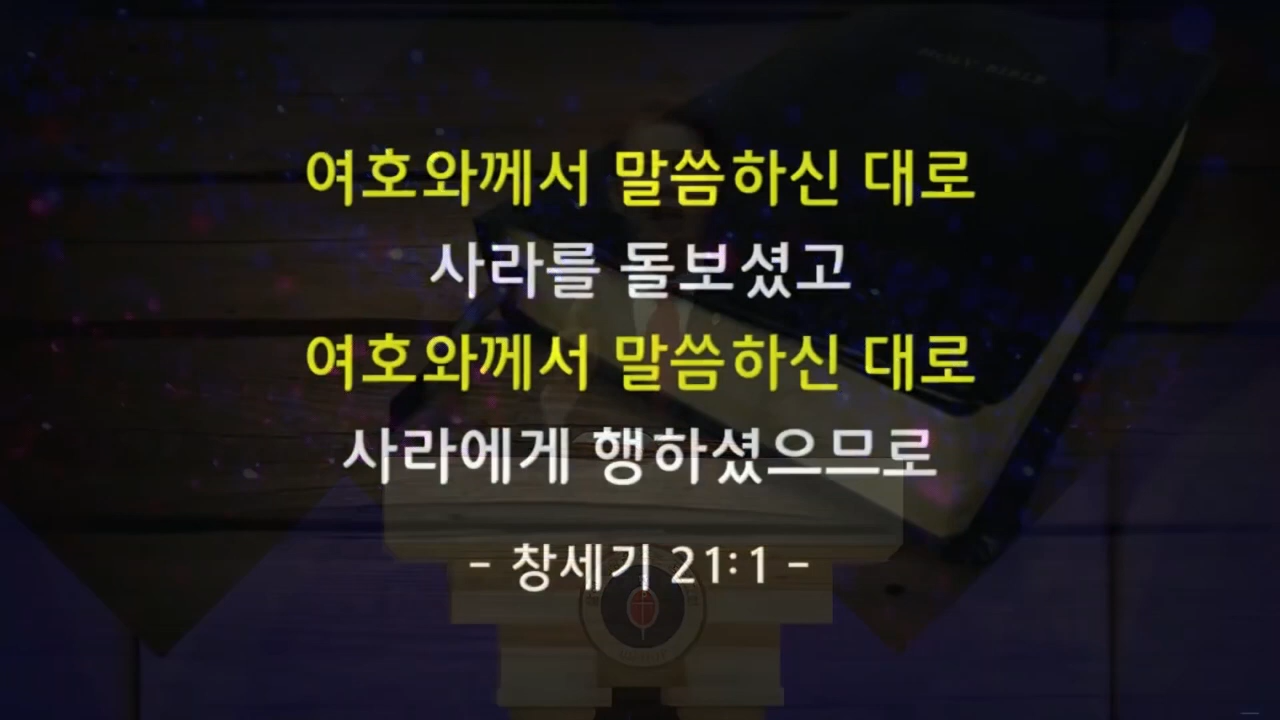 여호와께서 말씀하신 대로
사라를 돌보셨고
여호와께서 말씀하신 대로
사라에게 행하셨으므로
- 창세기 21:1 -